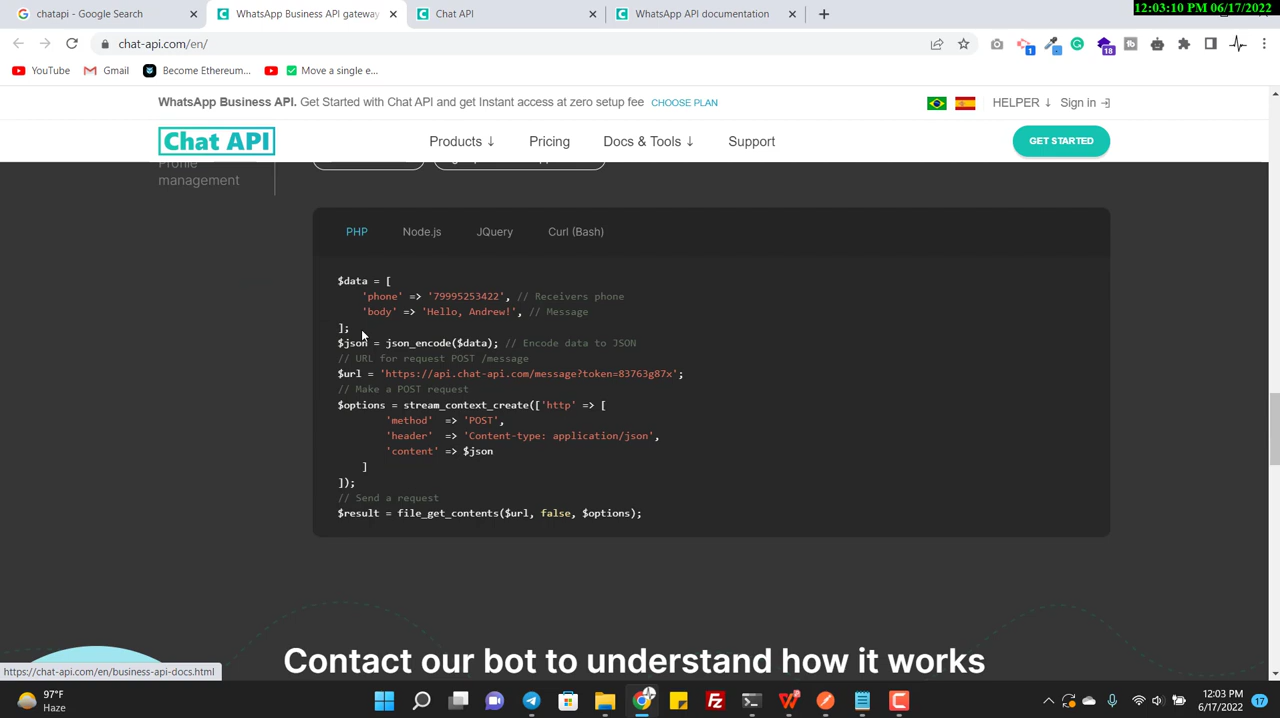 12:03:10 PM 06/17/2022
chatapi - Google Search
WhatsApp Business API gateway
Chat API
WhatsApp API documentation
chat-api.com/en/
1
18
YouTube
Gmail
Become Ethereum...
Move a single e...
WhatsApp Business API. Get Started with Chat API and get Instant access at zero setup fee CHOOSE PLAN
HELPER ↓ Sign in
Chat API
Products ↓
Pricing
Docs & Tools ↓
Support
GET STARTED
Profile
management
PHP
Node.js
JQuery
Curl (Bash)
$data = [
'phone' => '79995253422', // Receivers phone
'body' => 'Hello, Andrew!', // Message
];
$json = json_encode($data); // Encode data to JSON
// URL for request POST /message
$url = 'https://api.chat-api.com/message?token=83763g87x';
// Make a POST request
$options = stream_context_create(['http' => [
'method' => 'POST',
'header' => 'Content-type: application/json',
'content' => $json
]
]);
// Send a request
$result = file_get_contents($url, false, $options);
Contact our bot to understand how it works
https://chat-api.com/en/business-api-docs.html
97°F
Haze
12:03 PM
6/17/2022
17